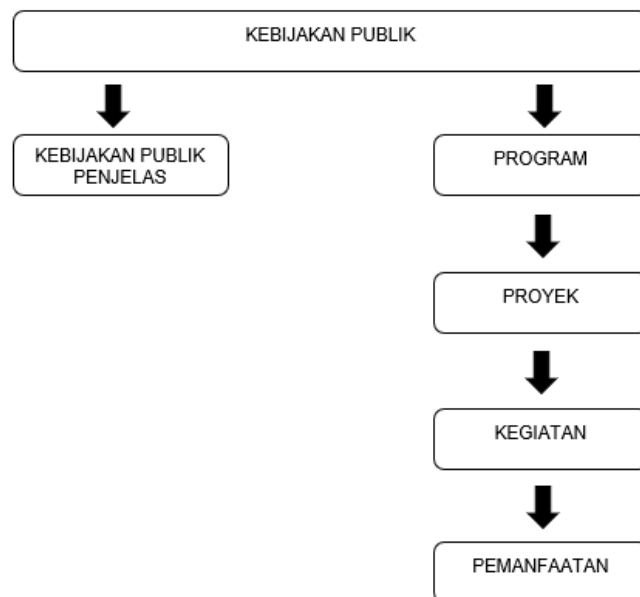 KEBIJAKAN PUBLIK
KEBIJAKAN PUBLIK
PENJELAS
PROGRAM
PROYEK
KEGIATAN
PEMANFAATAN